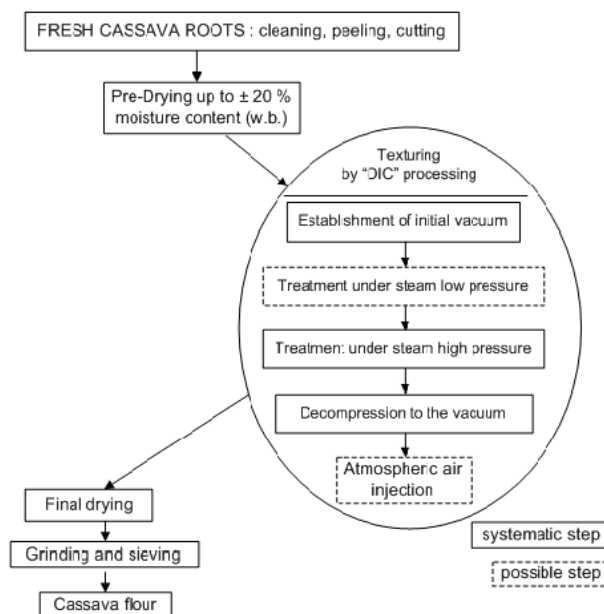 FRESH CASSAVA ROOTS : cleaning, peeling, cutting
Pre-Drying up to ± 20 %
moisture content (w.b.)
Texturing
by "DIC" processing
Establishment of initial vacuum
Treatment under steam low pressure
Treatment under steam high pressure
Decompression to the vacuum
Atmospheric air
injection
Final drying
Grinding and sieving
Cassava flour
systematic step
possible step